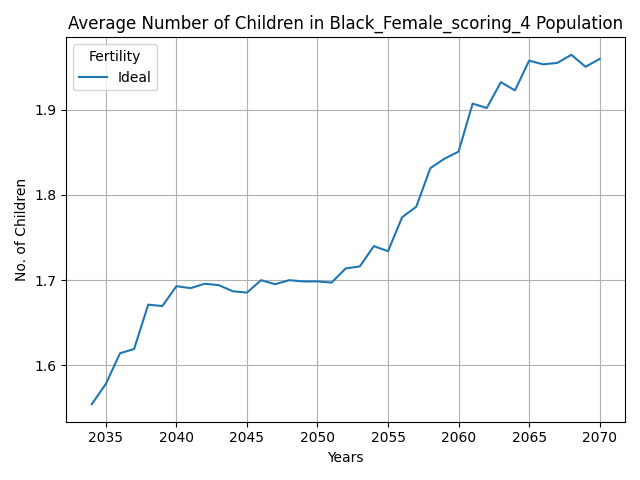 Average Number of Children in Black_Female_scoring_4 Population
Fertility
Ideal
No. of Children
1.9
1.8
1.7
1.6
2035 2040 2045 2050 2055 2060 2065 2070
Years